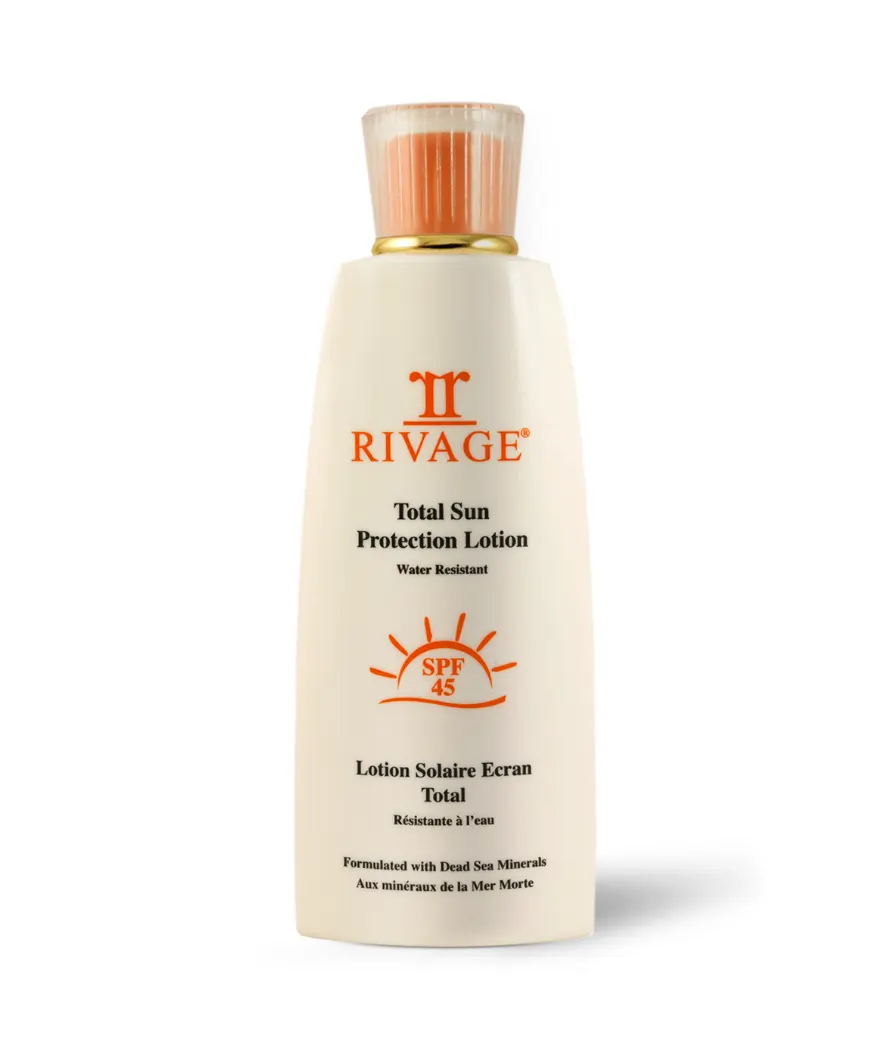 RIVAGE®
Total Sun
Protection Lotion
Water Resistant
SPF
45
Lotion Solaire Ecran
Total
Résistante à l'eau
Formulated with Dead Sea Minerals
Aux minéraux de la Mer Morte